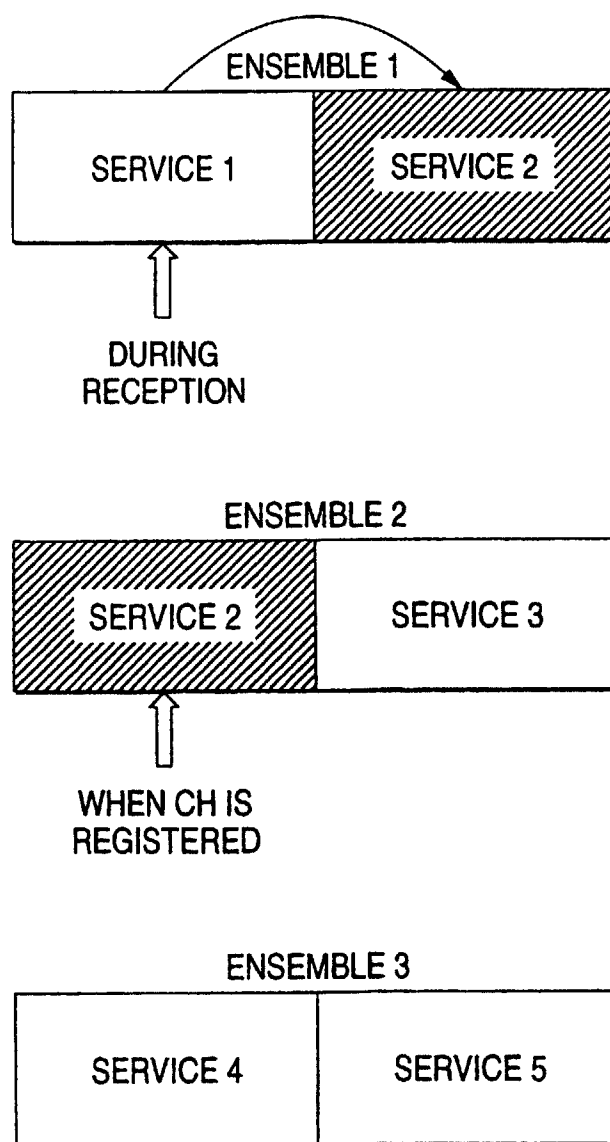 ENSEMBLE 1
SERVICE 1
SERVICE 2
DURING
RECEPTION
ENSEMBLE 2
SERVICE 2
SERVICE 3
WHEN CH IS
REGISTERED
ENSEMBLE 3
SERVICE 4
SERVICE 5